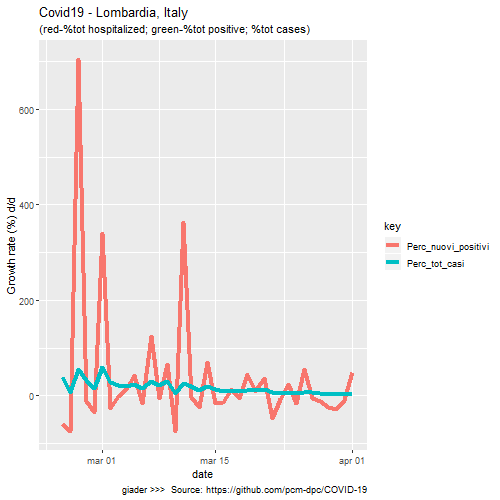 Covid19 - Lombardia, Italy
(red-%tot hospitalized; green-%tot positive; %tot cases)
Growth rate (%) d/d
600
400
200
0
mar 01
mar 15
apr 01
date
key
Perc_nuovi_positivi
Perc_tot_casi
giader >>>  Source: https://github.com/pcm-dpc/COVID-19